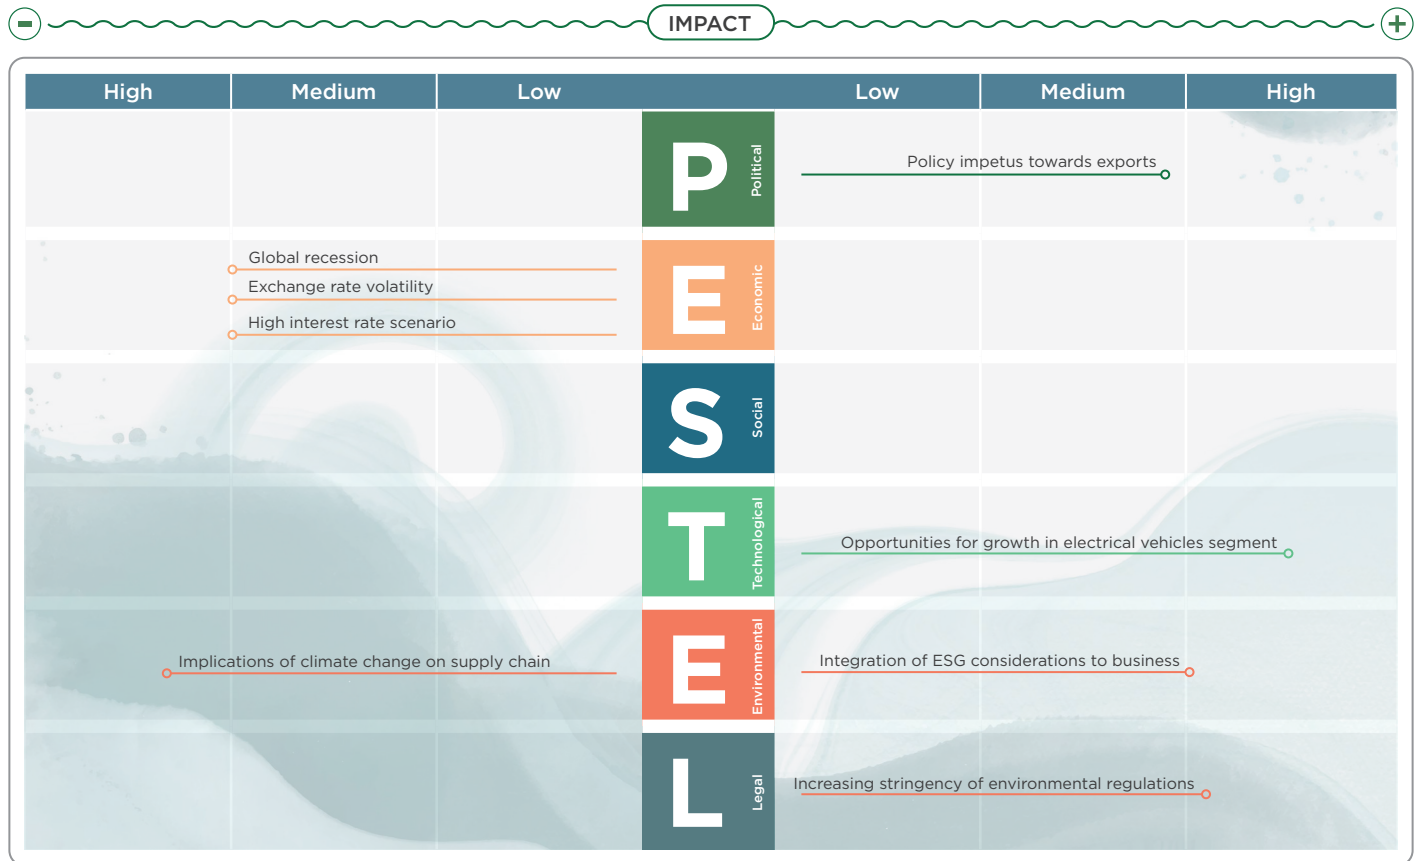 IMPACT
High Medium Low Low Medium High
P Political
Policy impetus towards exports
E Economic
Global recession
Exchange rate volatility
High interest rate scenario
S Social
T Technological
Opportunities for growth in electrical vehicles segment
E Environmental
Implications of climate change on supply chain
Integration of ESG considerations to business
L Legal
Increasing stringency of environmental regulations